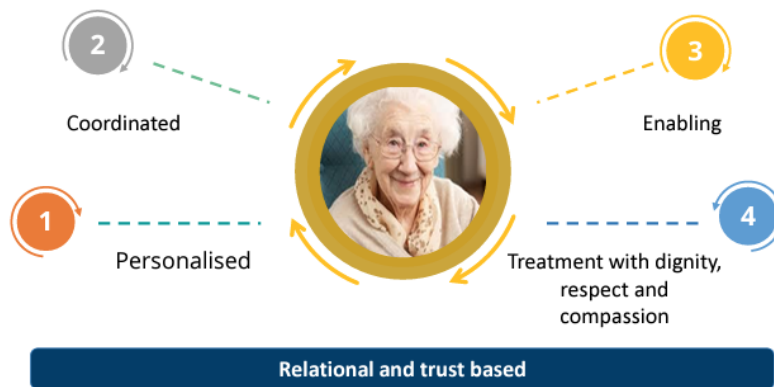 2
3
Coordinated
Enabling
1
4
Personalised
Treatment with dignity,
respect and
compassion
Relational and trust based